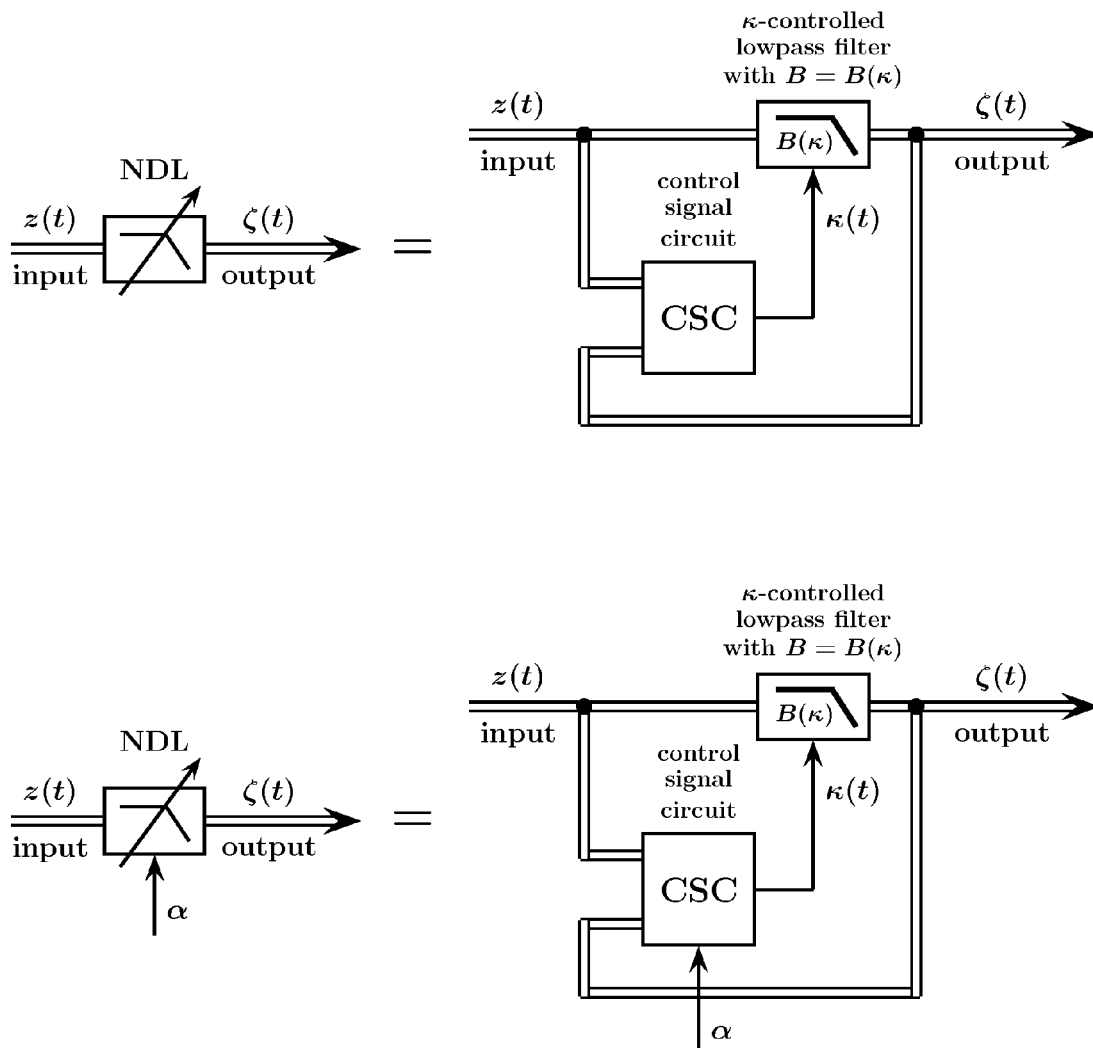 κ-controlled
lowpass filter
with B = B(κ)
z(t)
ζ(t)
B(κ)
input
output
NDL
control
signal
circuit
κ(t)
z(t)
ζ(t)
=
input
output
CSC
κ-controlled
lowpass filter
with B = B(κ)
z(t)
ζ(t)
B(κ)
input
output
NDL
control
signal
circuit
κ(t)
z(t)
ζ(t)
=
input
output
CSC
α
α